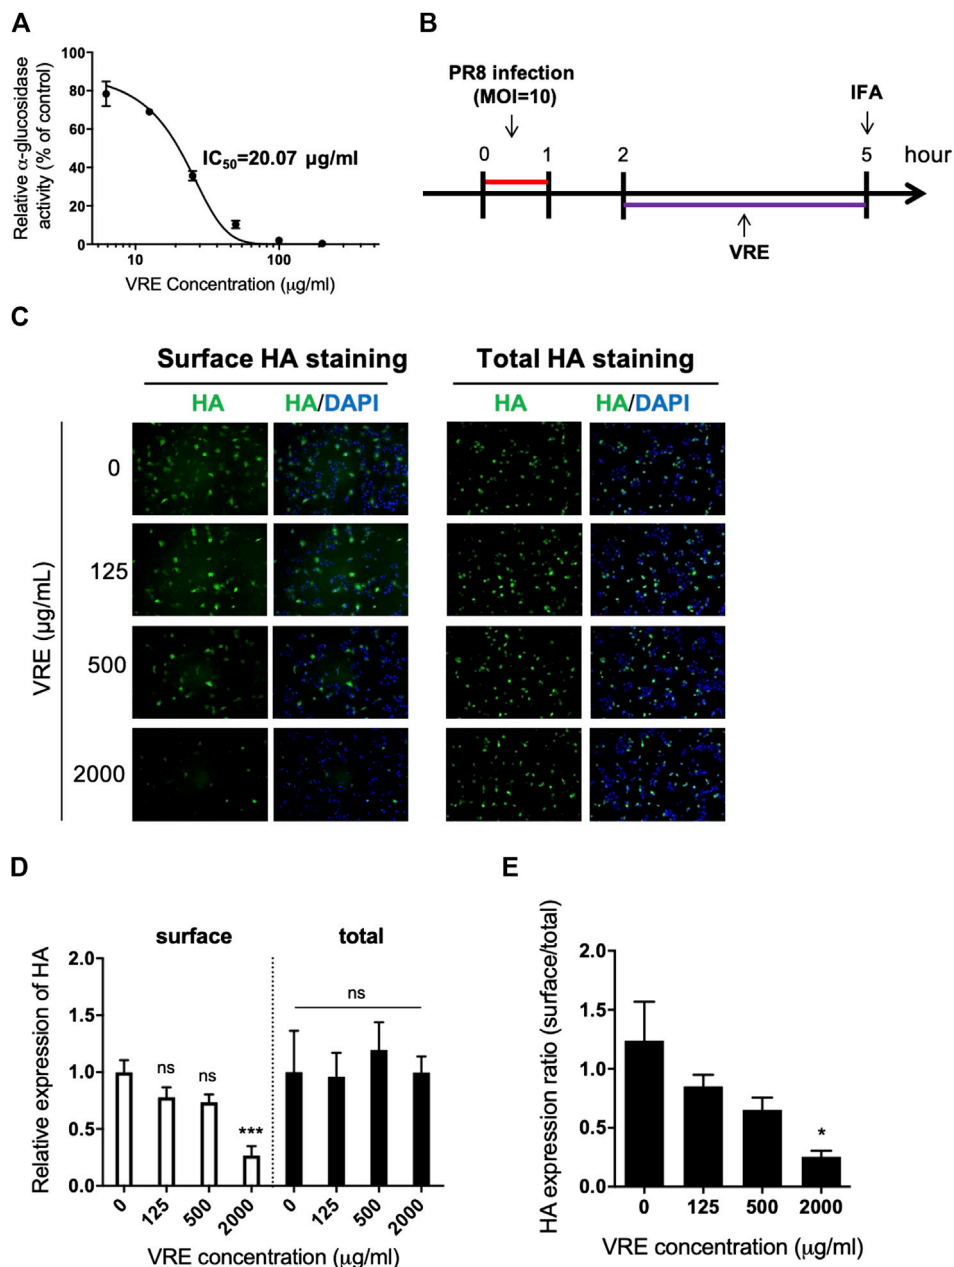 A
Relative α-glucosidase
activity (% of control)
100
80
60
40
20
0
10
100
IC50=20.07 μg/ml
VRE Concentration (μg/ml)
B
PR8 infection
(MOI=10)
IFA
0
1
2
5
hour
VRE
C
Surface HA staining
Total HA staining
HA
HA/DAPI
HA
HA/DAPI
VRE (μg/mL)
0
125
500
2000
D
surface
total
Relative expression of HA
2.0
1.5
1.0
0.5
0.0
ns
ns
***
ns
0
125
500
2000
0
125
500
2000
VRE concentration (μg/ml)
E
HA expression ratio (surface/total)
2.0
1.5
1.0
0.5
0.0
*
0
125
500
2000
VRE concentration (μg/ml)